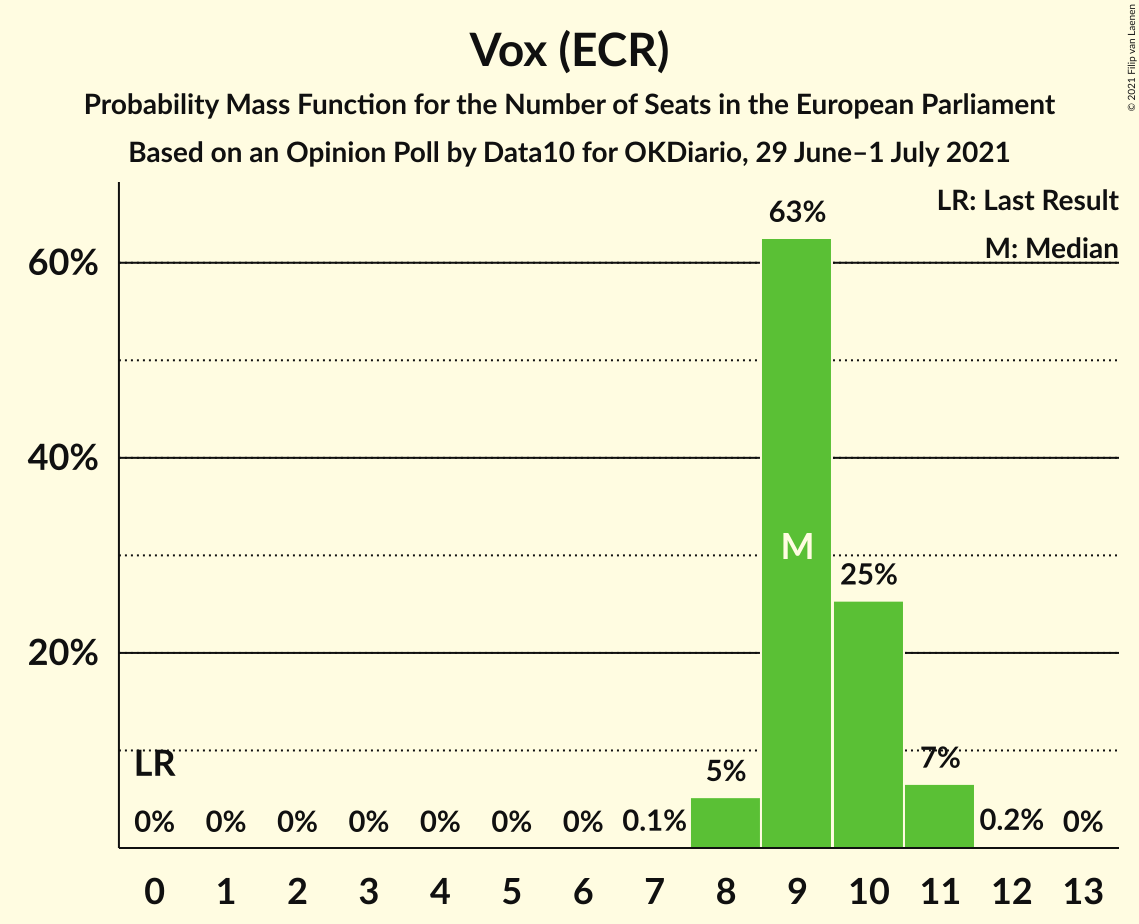 Vox (ECR)
Probability Mass Function for the Number of Seats in the European Parliament
Based on an Opinion Poll by Data10 for OKDiario, 29 June–1 July 2021
© 2021 Filip van Laenen
LR: Last Result
M: Median
63%
60%
40%
M
25%
20%
LR
7%
5%
0% 0% 0% 0% 0% 0% 0% 0.1% 0.2% 0%
0 1 2 3 4 5 6 7 8 9 10 11 12 13